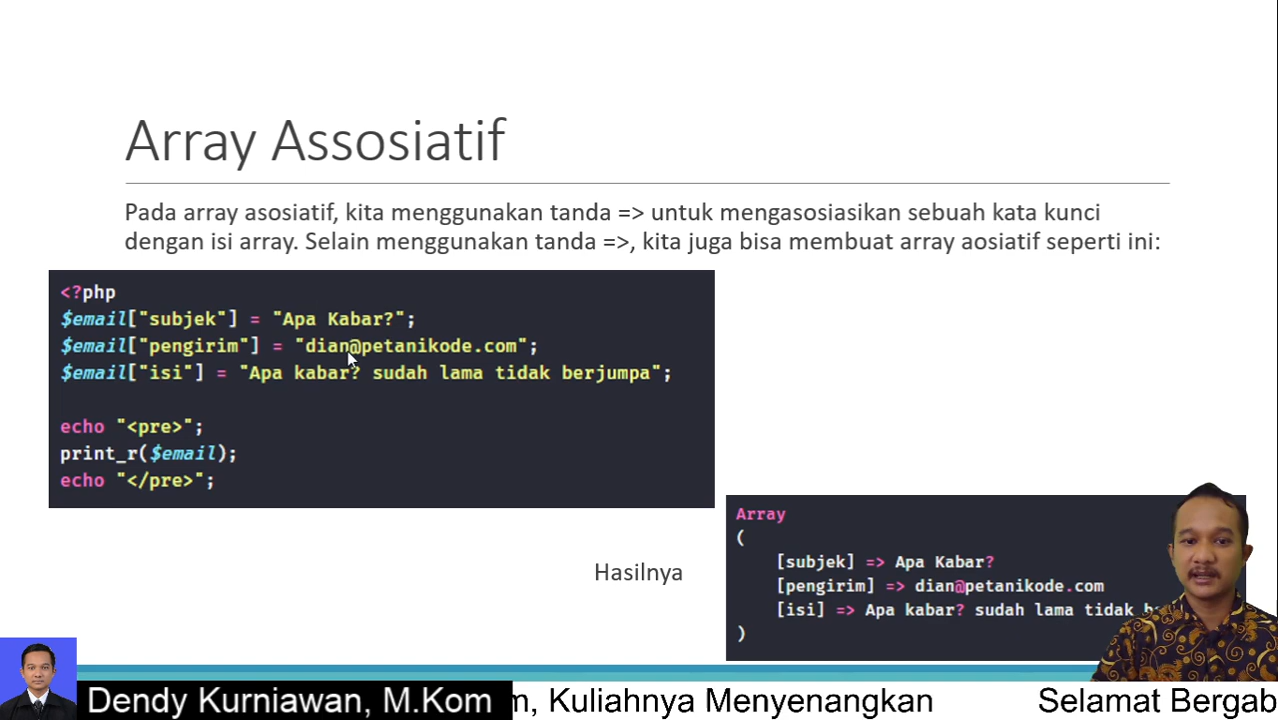 Array Assosiatif
Pada array asosiatif, kita menggunakan tanda => untuk mengasosiasikan sebuah kata kunci
dengan isi array. Selain menggunakan tanda =>, kita juga bisa membuat array aosiatif seperti ini:
<?php
$email["subjek"] = "Apa Kabar?";
$email["pengirim"] = "dian@petanikode.com";
$email["isi"] = "Apa kabar? sudah lama tidak berjumpa";
echo "<pre>";
print_r($email);
echo "</pre>";
Hasilnya
Array
(
[subjek] => Apa Kabar?
[pengirim] => dian@petanikode.com
[isi] => Apa kabar? sudah lama tidak
)
Dendy Kurniawan, M.Kom
m, Kuliahnya Menyenangkan
Selamat Bergab